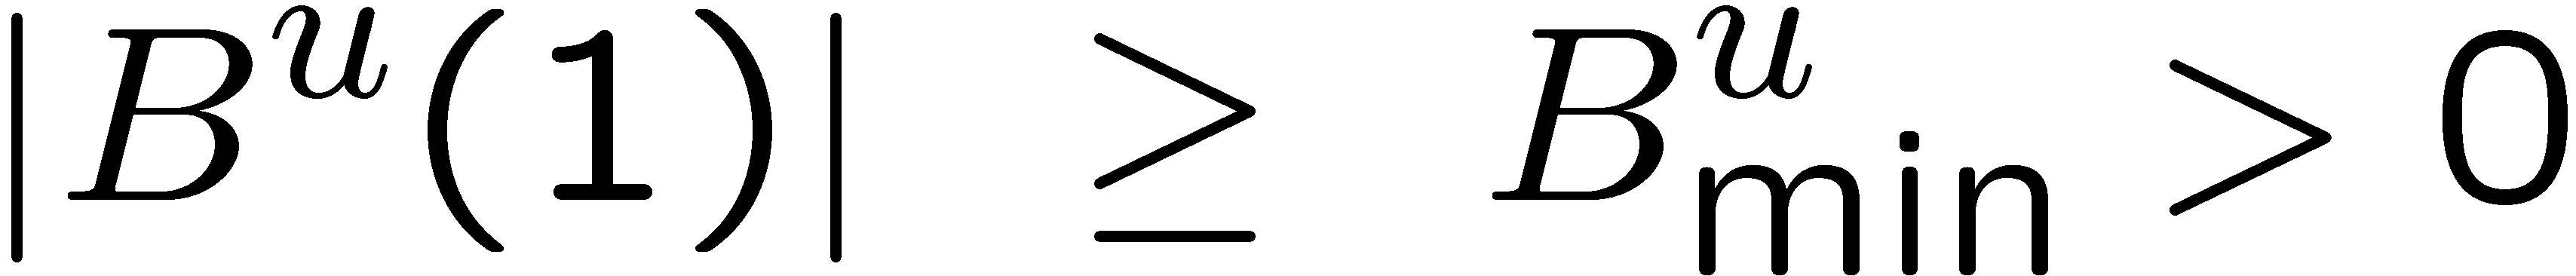 |B^u(1)| ≥ B^u_min > 0